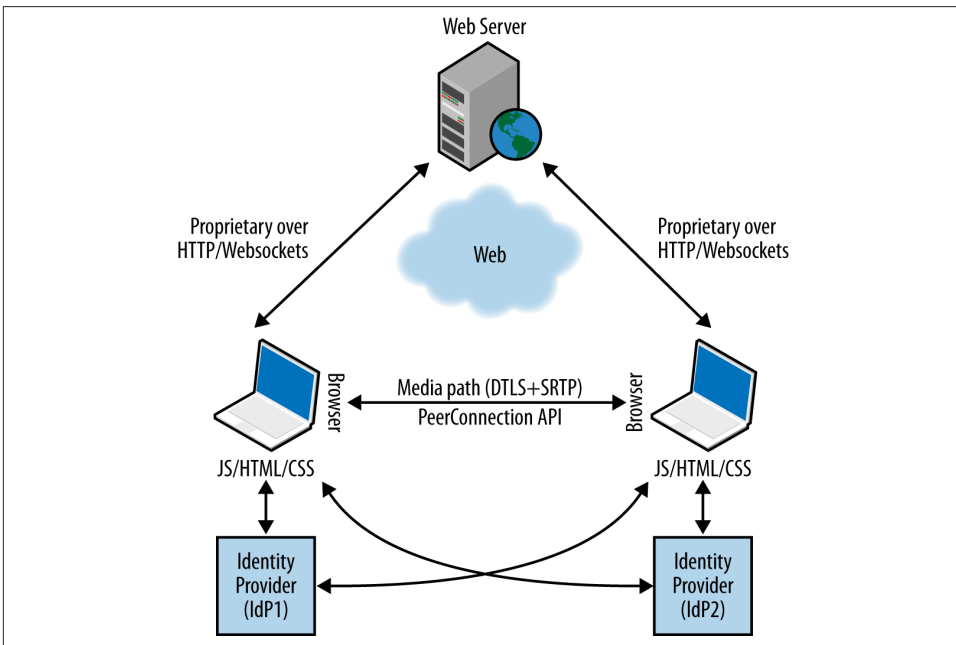 Web Server
Proprietary over
HTTP/Websockets
Web
Proprietary over
HTTP/Websockets
Browser
Media path (DTLS+SRTP)
PeerConnection API
Browser
JS/HTML/CSS
JS/HTML/CSS
Identity
Provider
(IdP1)
Identity
Provider
(IdP2)